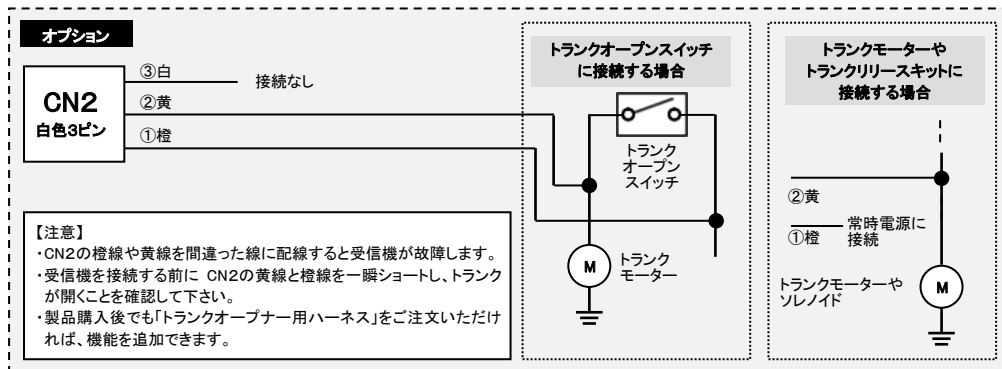 オプション
CN2
白色3ピン
③白
接続なし
②黄
①橙
【注意】
・CN2の橙線や黄線を間違った線に配線すると受信機が故障します。
・受信機を接続する前に CN2の黄線と橙線を一瞬ショートし、トランク
が開くことを確認して下さい。
・製品購入後でも「トランクオープナー用ハーネス」をご注文いただけ
れば、機能を追加できます。
トランクオープンスイッチ
に接続する場合
トランク
オープン
スイッチ
M
トランク
モーター
トランクモーターや
トランクリリースキットに
接続する場合
②黄
①橙
常時電源に
接続
トランクモーターや
ソレノイド
M